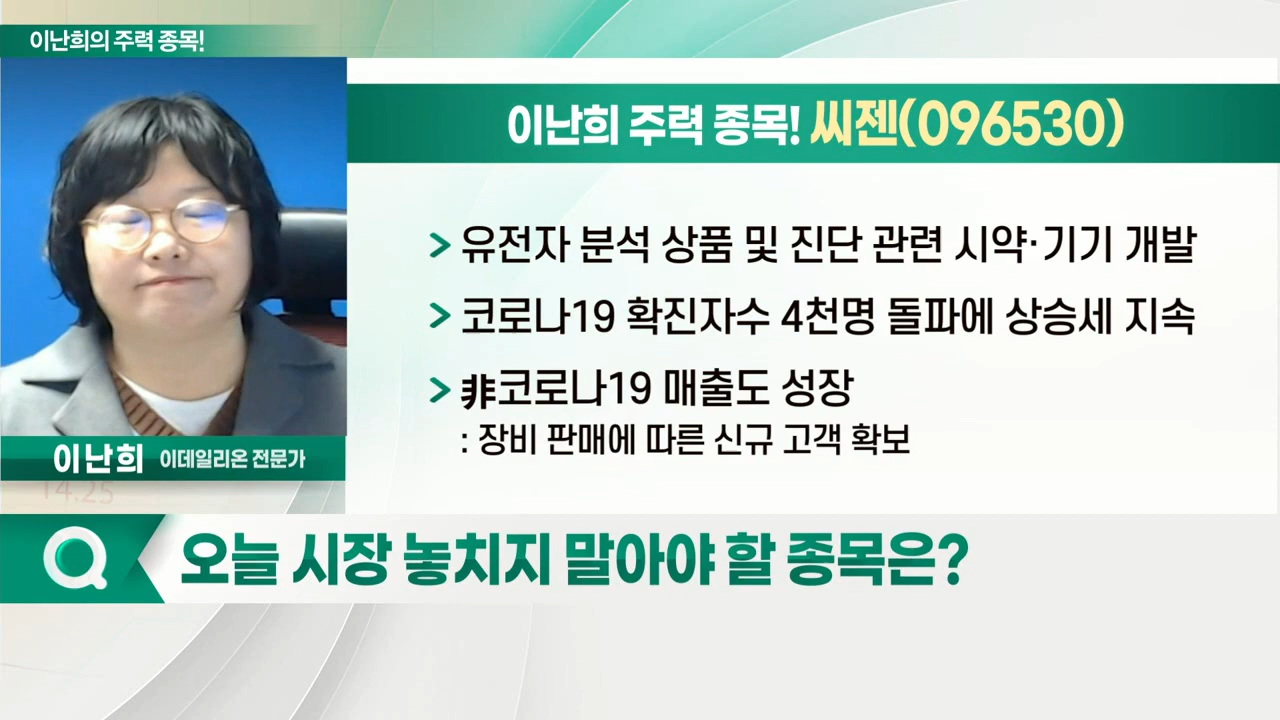 이난희의 주력 종목!
이난희 주력 종목! 씨젠(096530)
> 유전자 분석 상품 및 진단 관련 시약·기기 개발
> 코로나19 확진자수 4천명 돌파에 상승세 지속
> 非코로나19 매출도 성장
: 장비 판매에 따른 신규 고객 확보
이난희 이데일리온 전문가
14.25
Q 오늘 시장 놓치지 말아야 할 종목은?